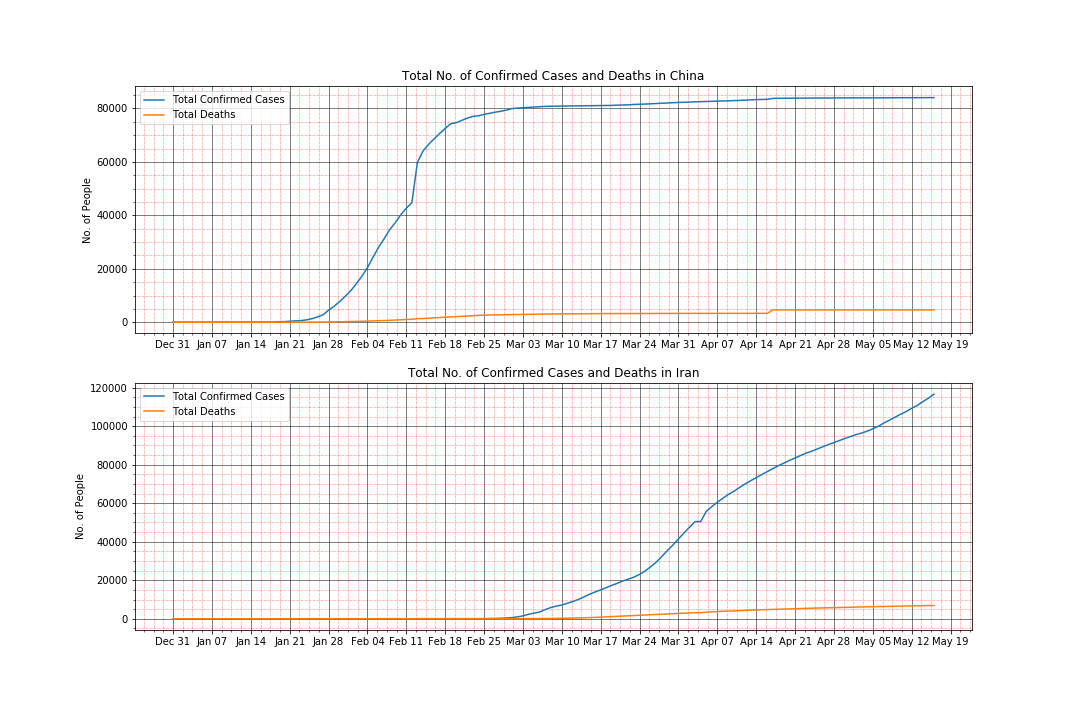 Total No. of Confirmed Cases and Deaths in China
Total Confirmed Cases
Total Deaths
No. of People
80000
60000
40000
20000
0
Dec 31 Jan 07 Jan 14 Jan 21 Jan 28 Feb 04 Feb 11 Feb 18 Feb 25 Mar 03 Mar 10 Mar 17 Mar 24 Mar 31 Apr 07 Apr 14 Apr 21 Apr 28 May 05 May 12 May 19
Total No. of Confirmed Cases and Deaths in Iran
Total Confirmed Cases
Total Deaths
No. of People
120000
100000
80000
60000
40000
20000
0
Dec 31 Jan 07 Jan 14 Jan 21 Jan 28 Feb 04 Feb 11 Feb 18 Feb 25 Mar 03 Mar 10 Mar 17 Mar 24 Mar 31 Apr 07 Apr 14 Apr 21 Apr 28 May 05 May 12 May 19